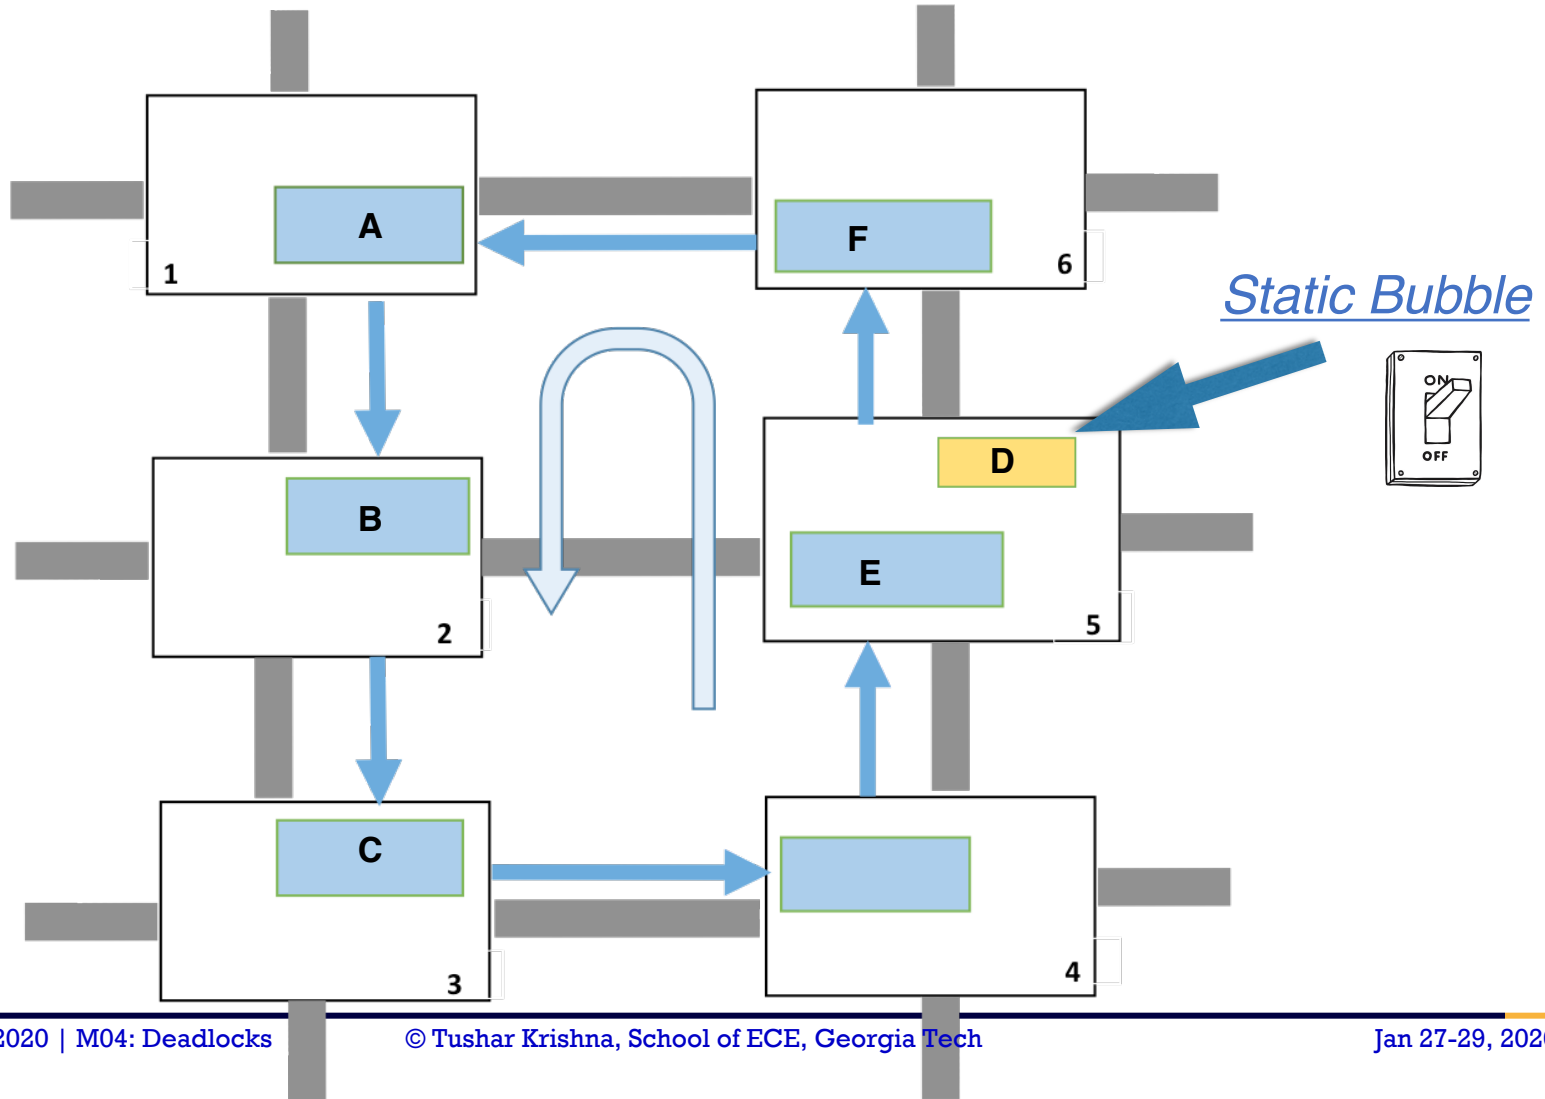 A
1
F
6
Static Bubble
ON
OFF
B
2
D
E
5
C
3
4
2020 | M04: Deadlocks
© Tushar Krishna, School of ECE, Georgia Tech
Jan 27-29, 2020